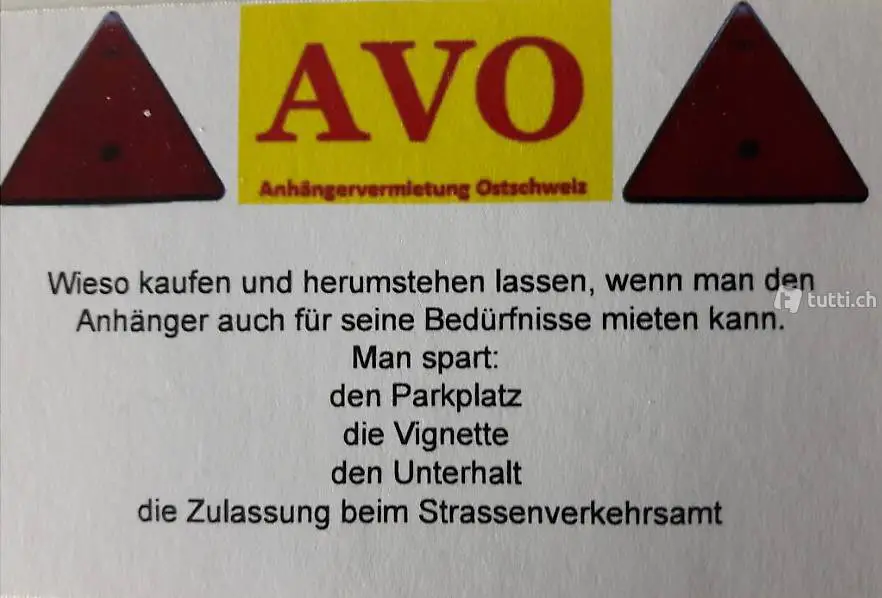 AVO
Anhängervermietung Ostschweiz
Wieso kaufen und herumstehen lassen, wenn man den
Anhänger auch für seine Bedürfnisse mieten kann.
Man spart:
den Parkplatz
die Vignette
den Unterhalt
die Zulassung beim Strassenverkehrsamt
tutti.ch